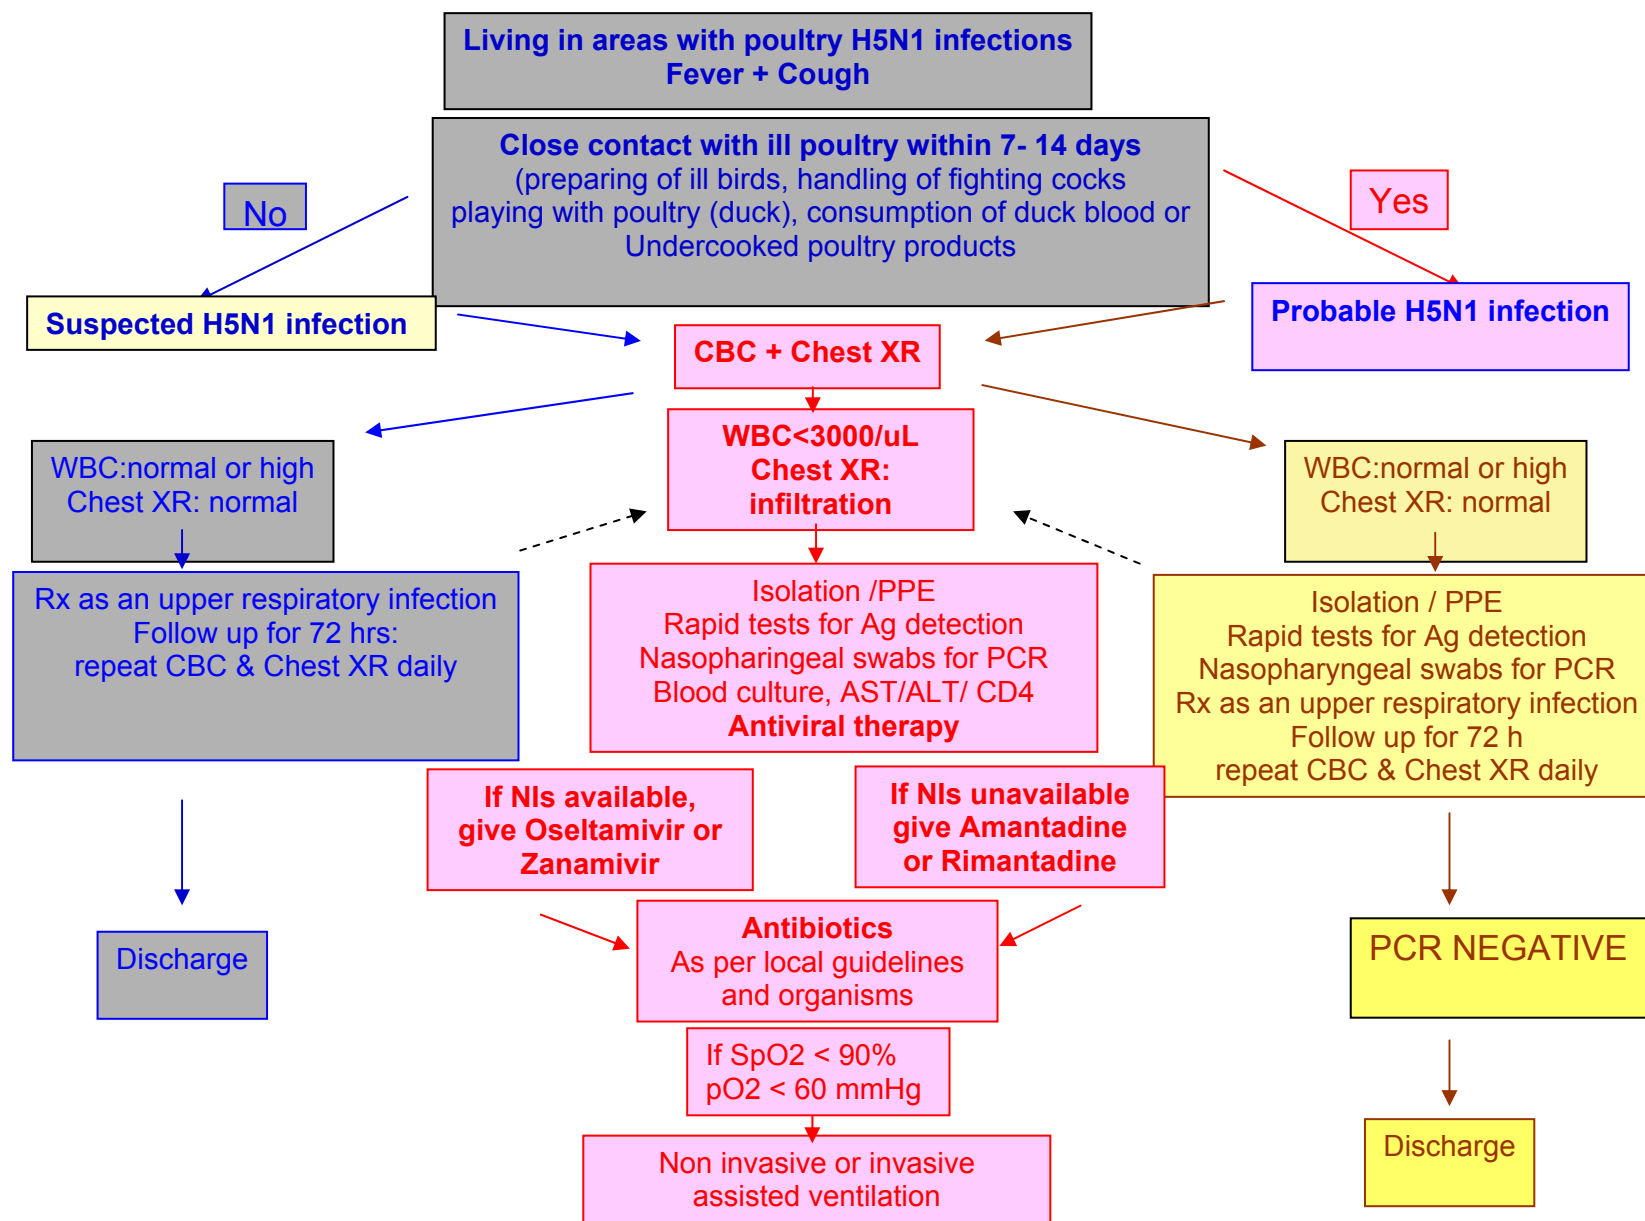 Living in areas with poultry H5N1 infections
Fever + Cough
Close contact with ill poultry within 7- 14 days
(preparing of ill birds, handling of fighting cocks
playing with poultry (duck), consumption of duck blood or
Undercooked poultry products
No
Yes
Suspected H5N1 infection
Probable H5N1 infection
CBC + Chest XR
WBC:normal or high
Chest XR: normal
WBC<3000/uL
Chest XR:
infiltration
WBC:normal or high
Chest XR: normal
Rx as an upper respiratory infection
Follow up for 72 hrs:
repeat CBC & Chest XR daily
Isolation /PPE
Rapid tests for Ag detection
Nasopharingeal swabs for PCR
Blood culture, AST/ALT/ CD4
Antiviral therapy
Isolation / PPE
Rapid tests for Ag detection
Nasopharyngeal swabs for PCR
Rx as an upper respiratory infection
Follow up for 72 h
repeat CBC & Chest XR daily
If NIs available,
give Oseltamivir or
Zanamivir
If NIs unavailable
give Amantadine
or Rimantadine
Discharge
Antibiotics
As per local guidelines
and organisms
PCR NEGATIVE
If SpO2 < 90%
pO2 < 60 mmHg
Non invasive or invasive
assisted ventilation
Discharge